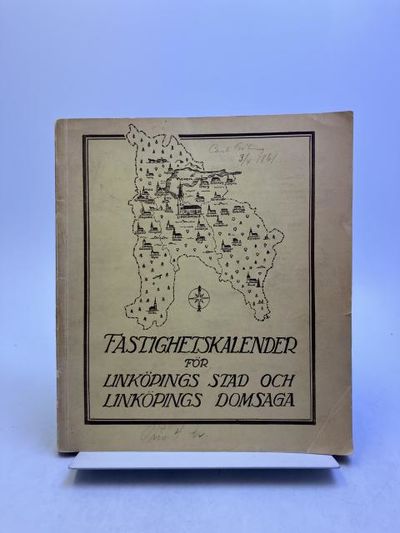 FASTIGHETSKALENDER
FÖR
LINKÖPINGS STAD OCH
LINKÖPINGS DOMSAGA